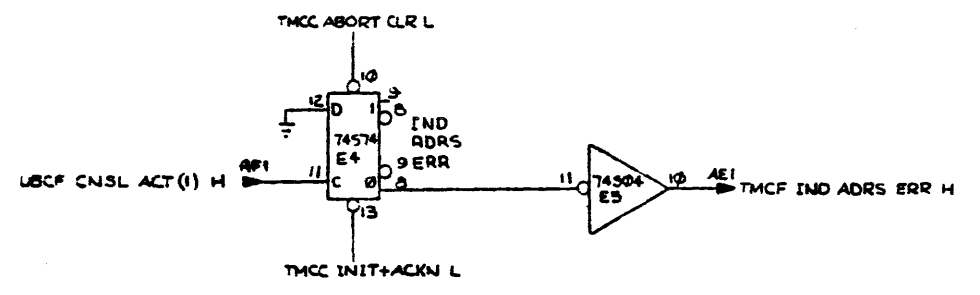 TMCC ABORT CLR L
10
12 D 1 9
8
IND
ADRS
ERR
74S74
E4
9
UBCF CNSL ACT (1) H
AF1
11 C 0 8
13
11 74S04 10
E5
AE1
TMCF IND ADRS ERR H
TMCC INIT+ACKN L